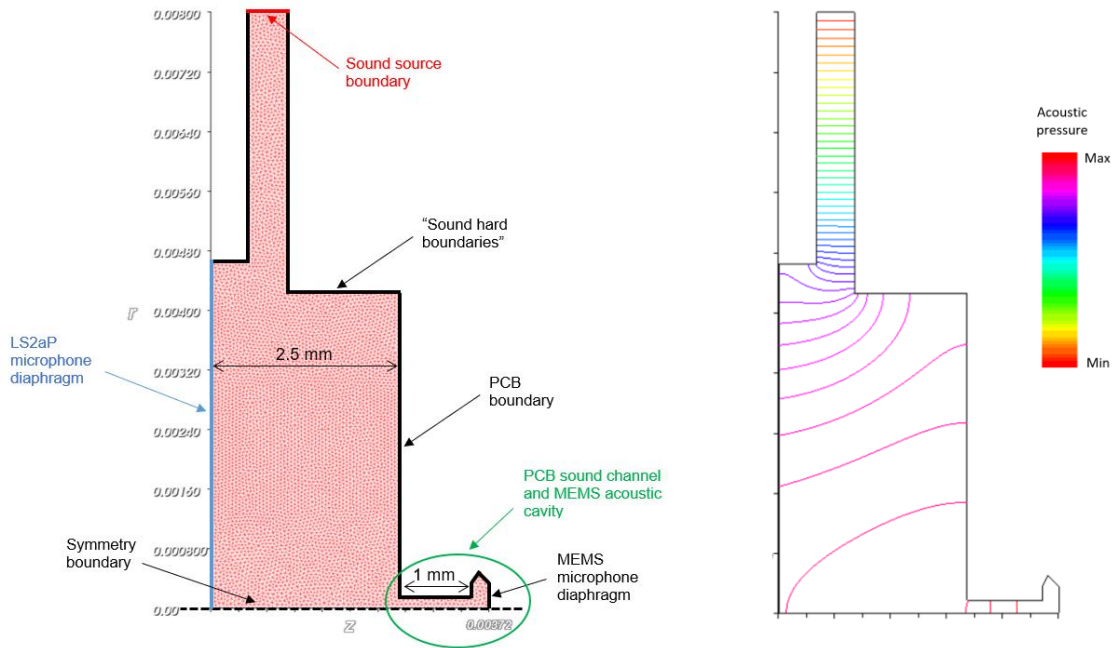 0.00800
Sound source
boundary
0.00720
Acoustic
pressure
Max
0.00640
0.00560
“Sound hard
boundaries”
0.00480
r
0.00400
LS2aP
microphone
diaphragm
2.5 mm
0.00320
PCB
boundary
Min
0.00240
PCB sound channel
and MEMS acoustic
cavity
0.00160
Symmetry
boundary
0.000800
1 mm
MEMS
microphone
diaphragm
0.00
z
0.00372